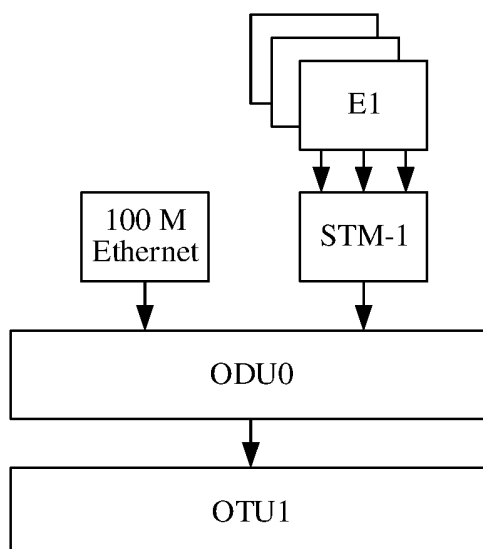 E1
100 M
Ethernet
STM-1
ODU0
OTU1